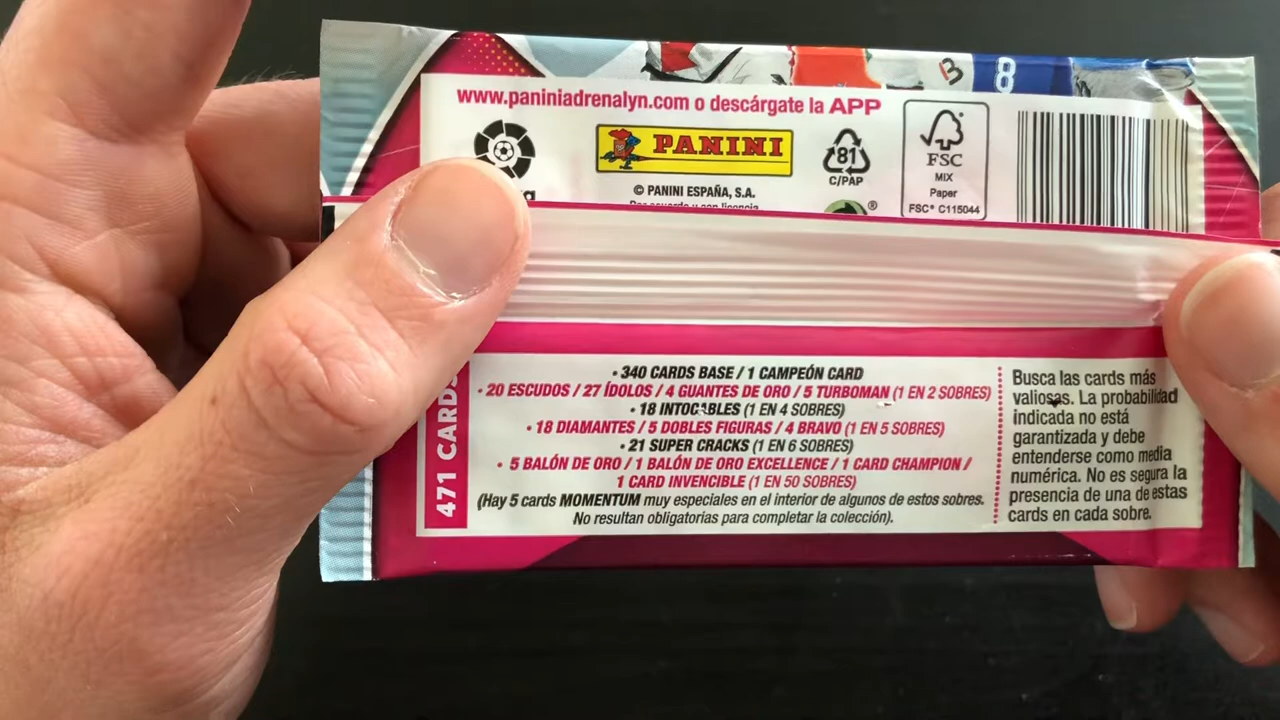 www.paniniadrenalyn.com o descárgate la APP
PANINI
© PANINI ESPAÑA, S.A.
81
C/PAP
FSC
MIX
Paper
FSC® C115044
®
B
8
471 CARDS
• 340 CARDS BASE / 1 CAMPEÓN CARD
• 20 ESCUDOS / 27 ÍDOLOS / 4 GUANTES DE ORO / 5 TURBOMAN (1 EN 2 SOBRES)
• 18 INTOCABLES (1 EN 4 SOBRES)
• 18 DIAMANTES / 5 DOBLES FIGURAS / 4 BRAVO (1 EN 5 SOBRES)
• 21 SUPER CRACKS (1 EN 6 SOBRES)
• 5 BALÓN DE ORO / 1 BALÓN DE ORO EXCELLENCE / 1 CARD CHAMPION /
1 CARD INVENCIBLE (1 EN 50 SOBRES)
(Hay 5 cards MOMENTUM muy especiales en el interior de algunos de estos sobres.
No resultan obligatorias para completar la colección).
Busca las cards más
valiosas. La probabilidad
indicada no está
garantizada y debe
entenderse como media
numérica. No es segura la
presencia de una de estas
cards en cada sobre.